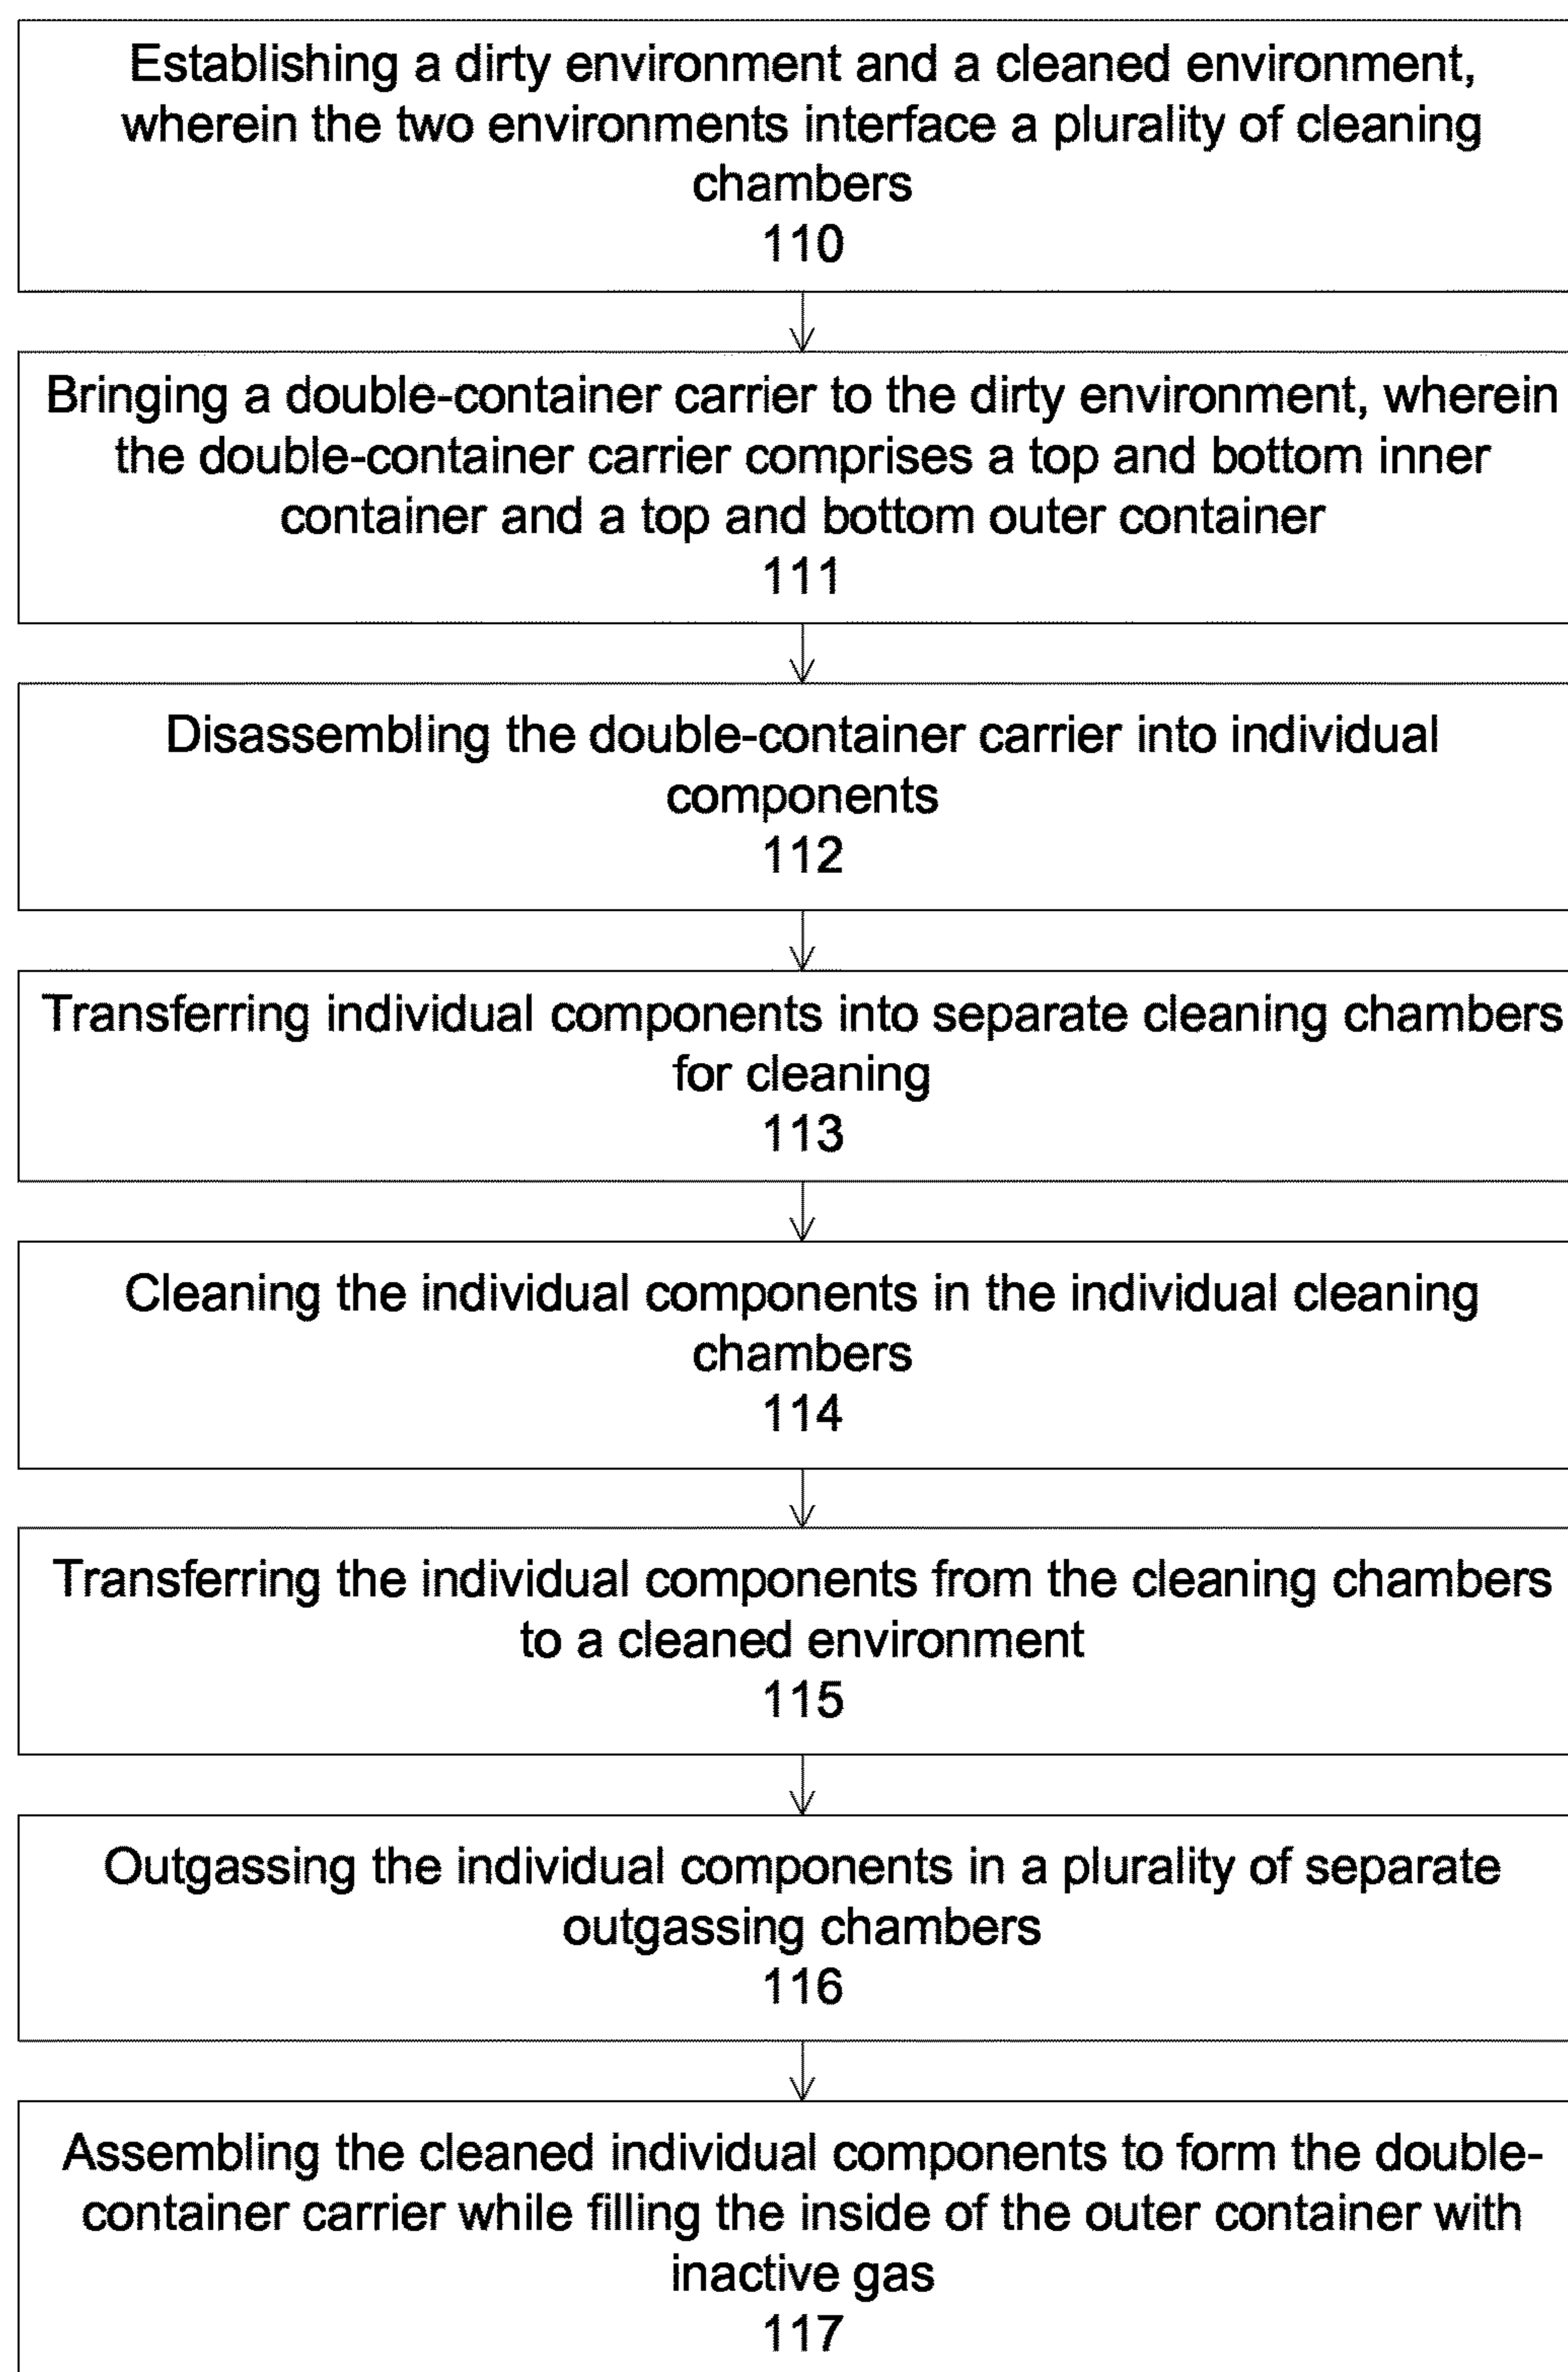 Establishing a dirty environment and a cleaned environment,
wherein the two environments interface a plurality of cleaning
chambers
110
Bringing a double-container carrier to the dirty environment, wherein
the double-container carrier comprises a top and bottom inner
container and a top and bottom outer container
111
Disassembling the double-container carrier into individual
components
112
Transferring individual components into separate cleaning chambers
for cleaning
113
Cleaning the individual components in the individual cleaning
chambers
114
Transferring the individual components from the cleaning chambers
to a cleaned environment
115
Outgassing the individual components in a plurality of separate
outgassing chambers
116
Assembling the cleaned individual components to form the double-
container carrier while filling the inside of the outer container with
inactive gas
117